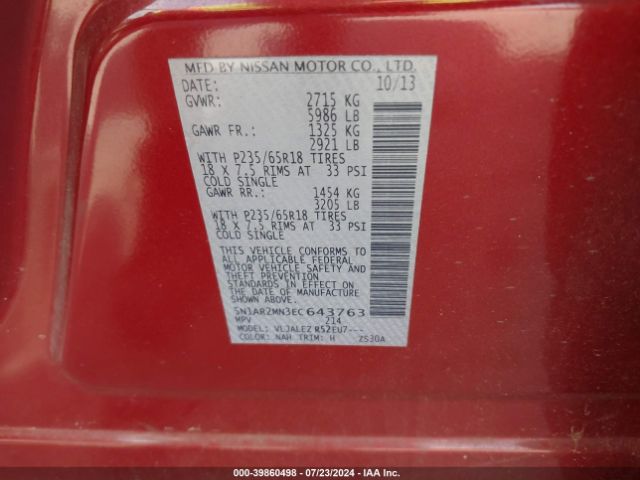 MFD BY NISSAN MOTOR CO., LTD.
DATE: 10/13
GVWR: 2715 KG
5986 LB
GAWR FR.: 1325 KG
2921 LB
WITH P235/65R18 TIRES
18 X 7.5 RIMS AT 33 PSI
COLD SINGLE
GAWR RR.: 1454 KG
3205 LB
WITH P235/65R18 TIRES
18 X 7.5 RIMS AT 33 PSI
COLD SINGLE
THIS VEHICLE CONFORMS TO
ALL APPLICABLE FEDERAL
MOTOR VEHICLE SAFETY AND
THEFT PREVENTION
STANDARDS IN EFFECT ON
THE DATE OF MANUFACTURE
SHOWN ABOVE.
5N1AR2MN3EC643763
MPV 214
MODEL: VLJALEZ R52EU7---
COLOR: NAH TRIM: H ZS30A
000-39860498 - 07/23/2024 - IAA Inc.